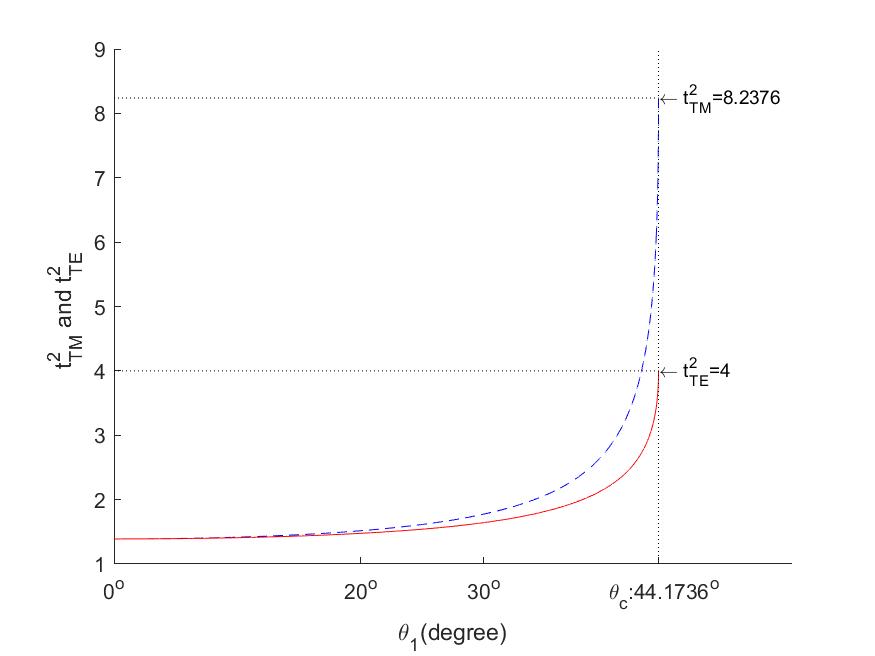 9
t²TM=8.2376
8
7
6
t²TM and t²TE
5
4
t²TE=4
3
2
1
0° 20° 30° θc:44.1736°
θ1(degree)